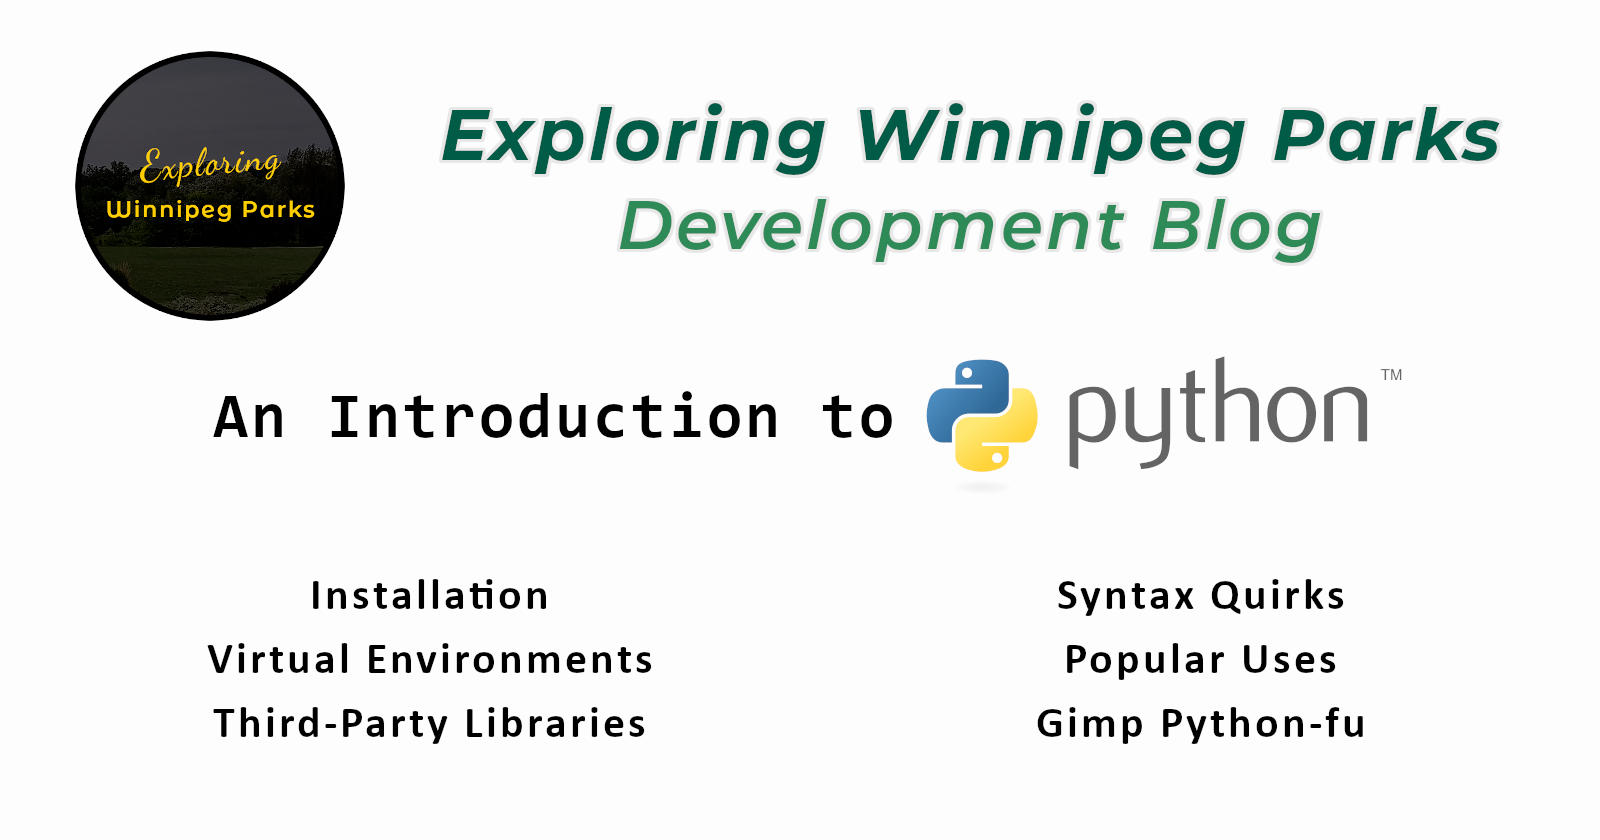 Exploring
Winnipeg Parks
Exploring Winnipeg Parks
Development Blog
An Introduction to python™
Installation
Virtual Environments
Third-Party Libraries
Syntax Quirks
Popular Uses
Gimp Python-fu